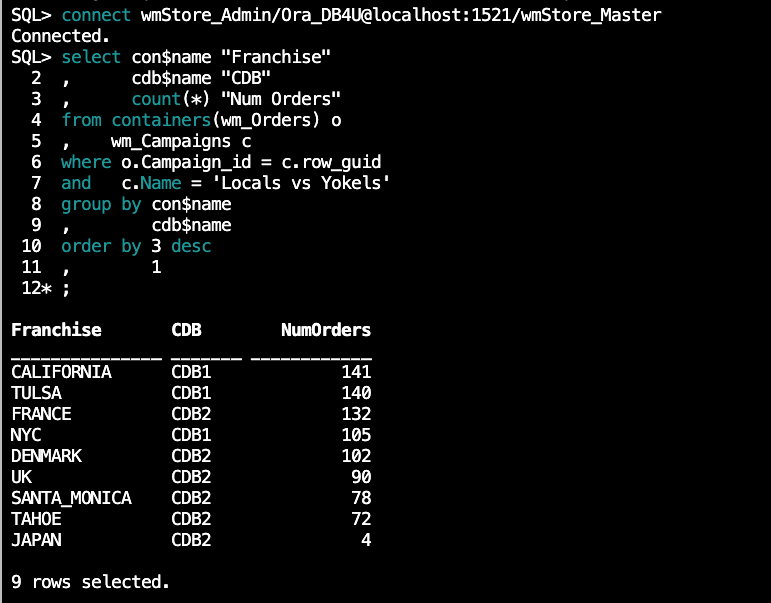 SQL> connect wmStore_Admin/Ora_DB4U@localhost:1521/wmStore_Master
Connected.
SQL> select con$name "Franchise"
  2  ,      cdb$name "CDB"
  3  ,      count(*) "Num Orders"
  4  from containers(wm_Orders) o
  5  ,    wm_Campaigns c
  6  where o.Campaign_id = c.row_guid
  7  and   c.Name = 'Locals vs Yokels'
  8  group by con$name
  9  ,        cdb$name
 10  order by 3 desc
 11  ,        1
 12* ;
Franchise       CDB        NumOrders
_______________ _______ ____________
CALIFORNIA      CDB1             141
TULSA           CDB1             140
FRANCE          CDB2             132
NYC             CDB1             105
DENMARK         CDB2             102
UK              CDB2              90
SANTA_MONICA    CDB2              78
TAHOE           CDB2              72
JAPAN           CDB2               4
9 rows selected.